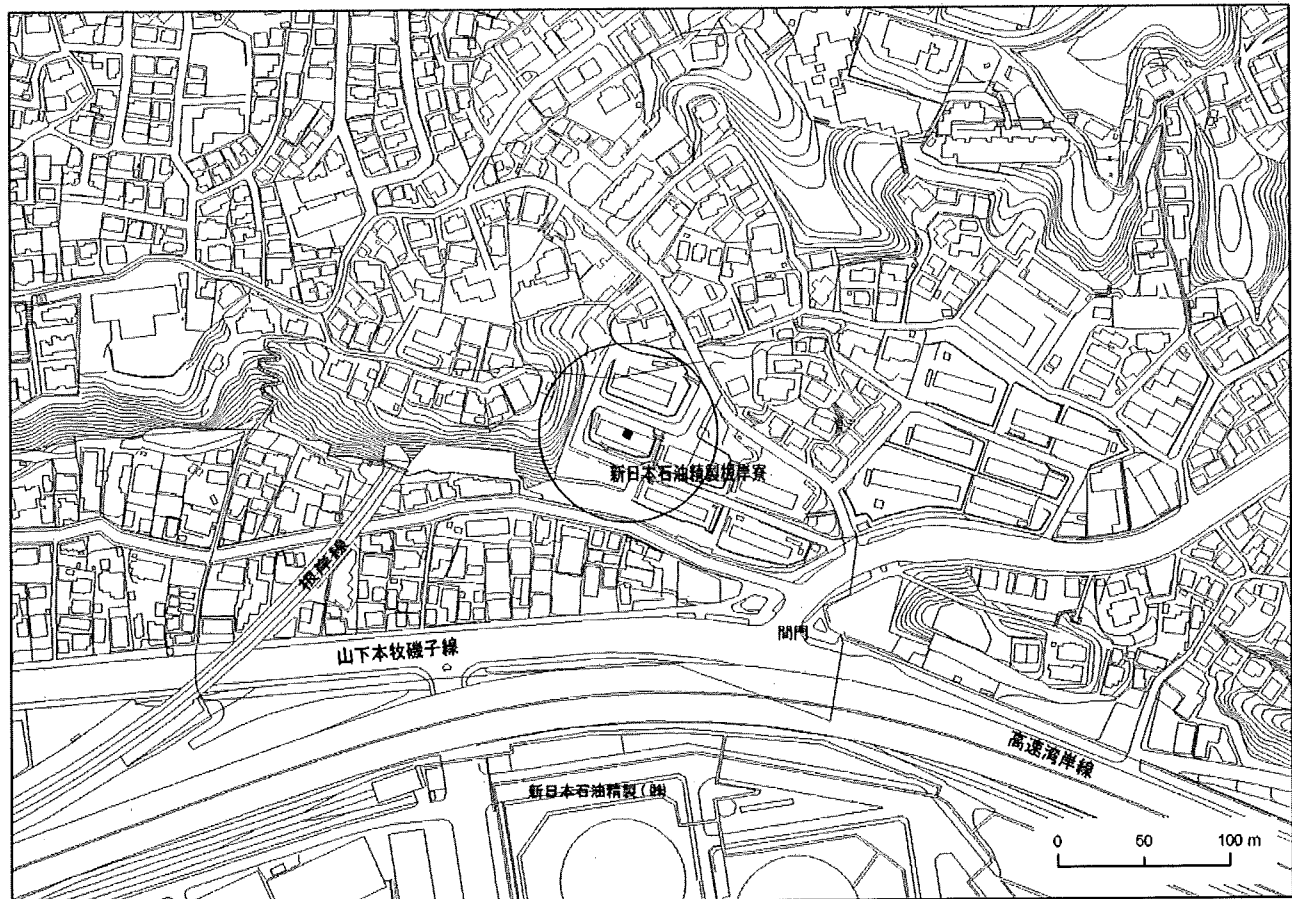 新日本石油精製根岸寮
根岸線
間門
山下本牧磯子線
高速湾岸線
新日本石油精製(株)
0 50 100 m